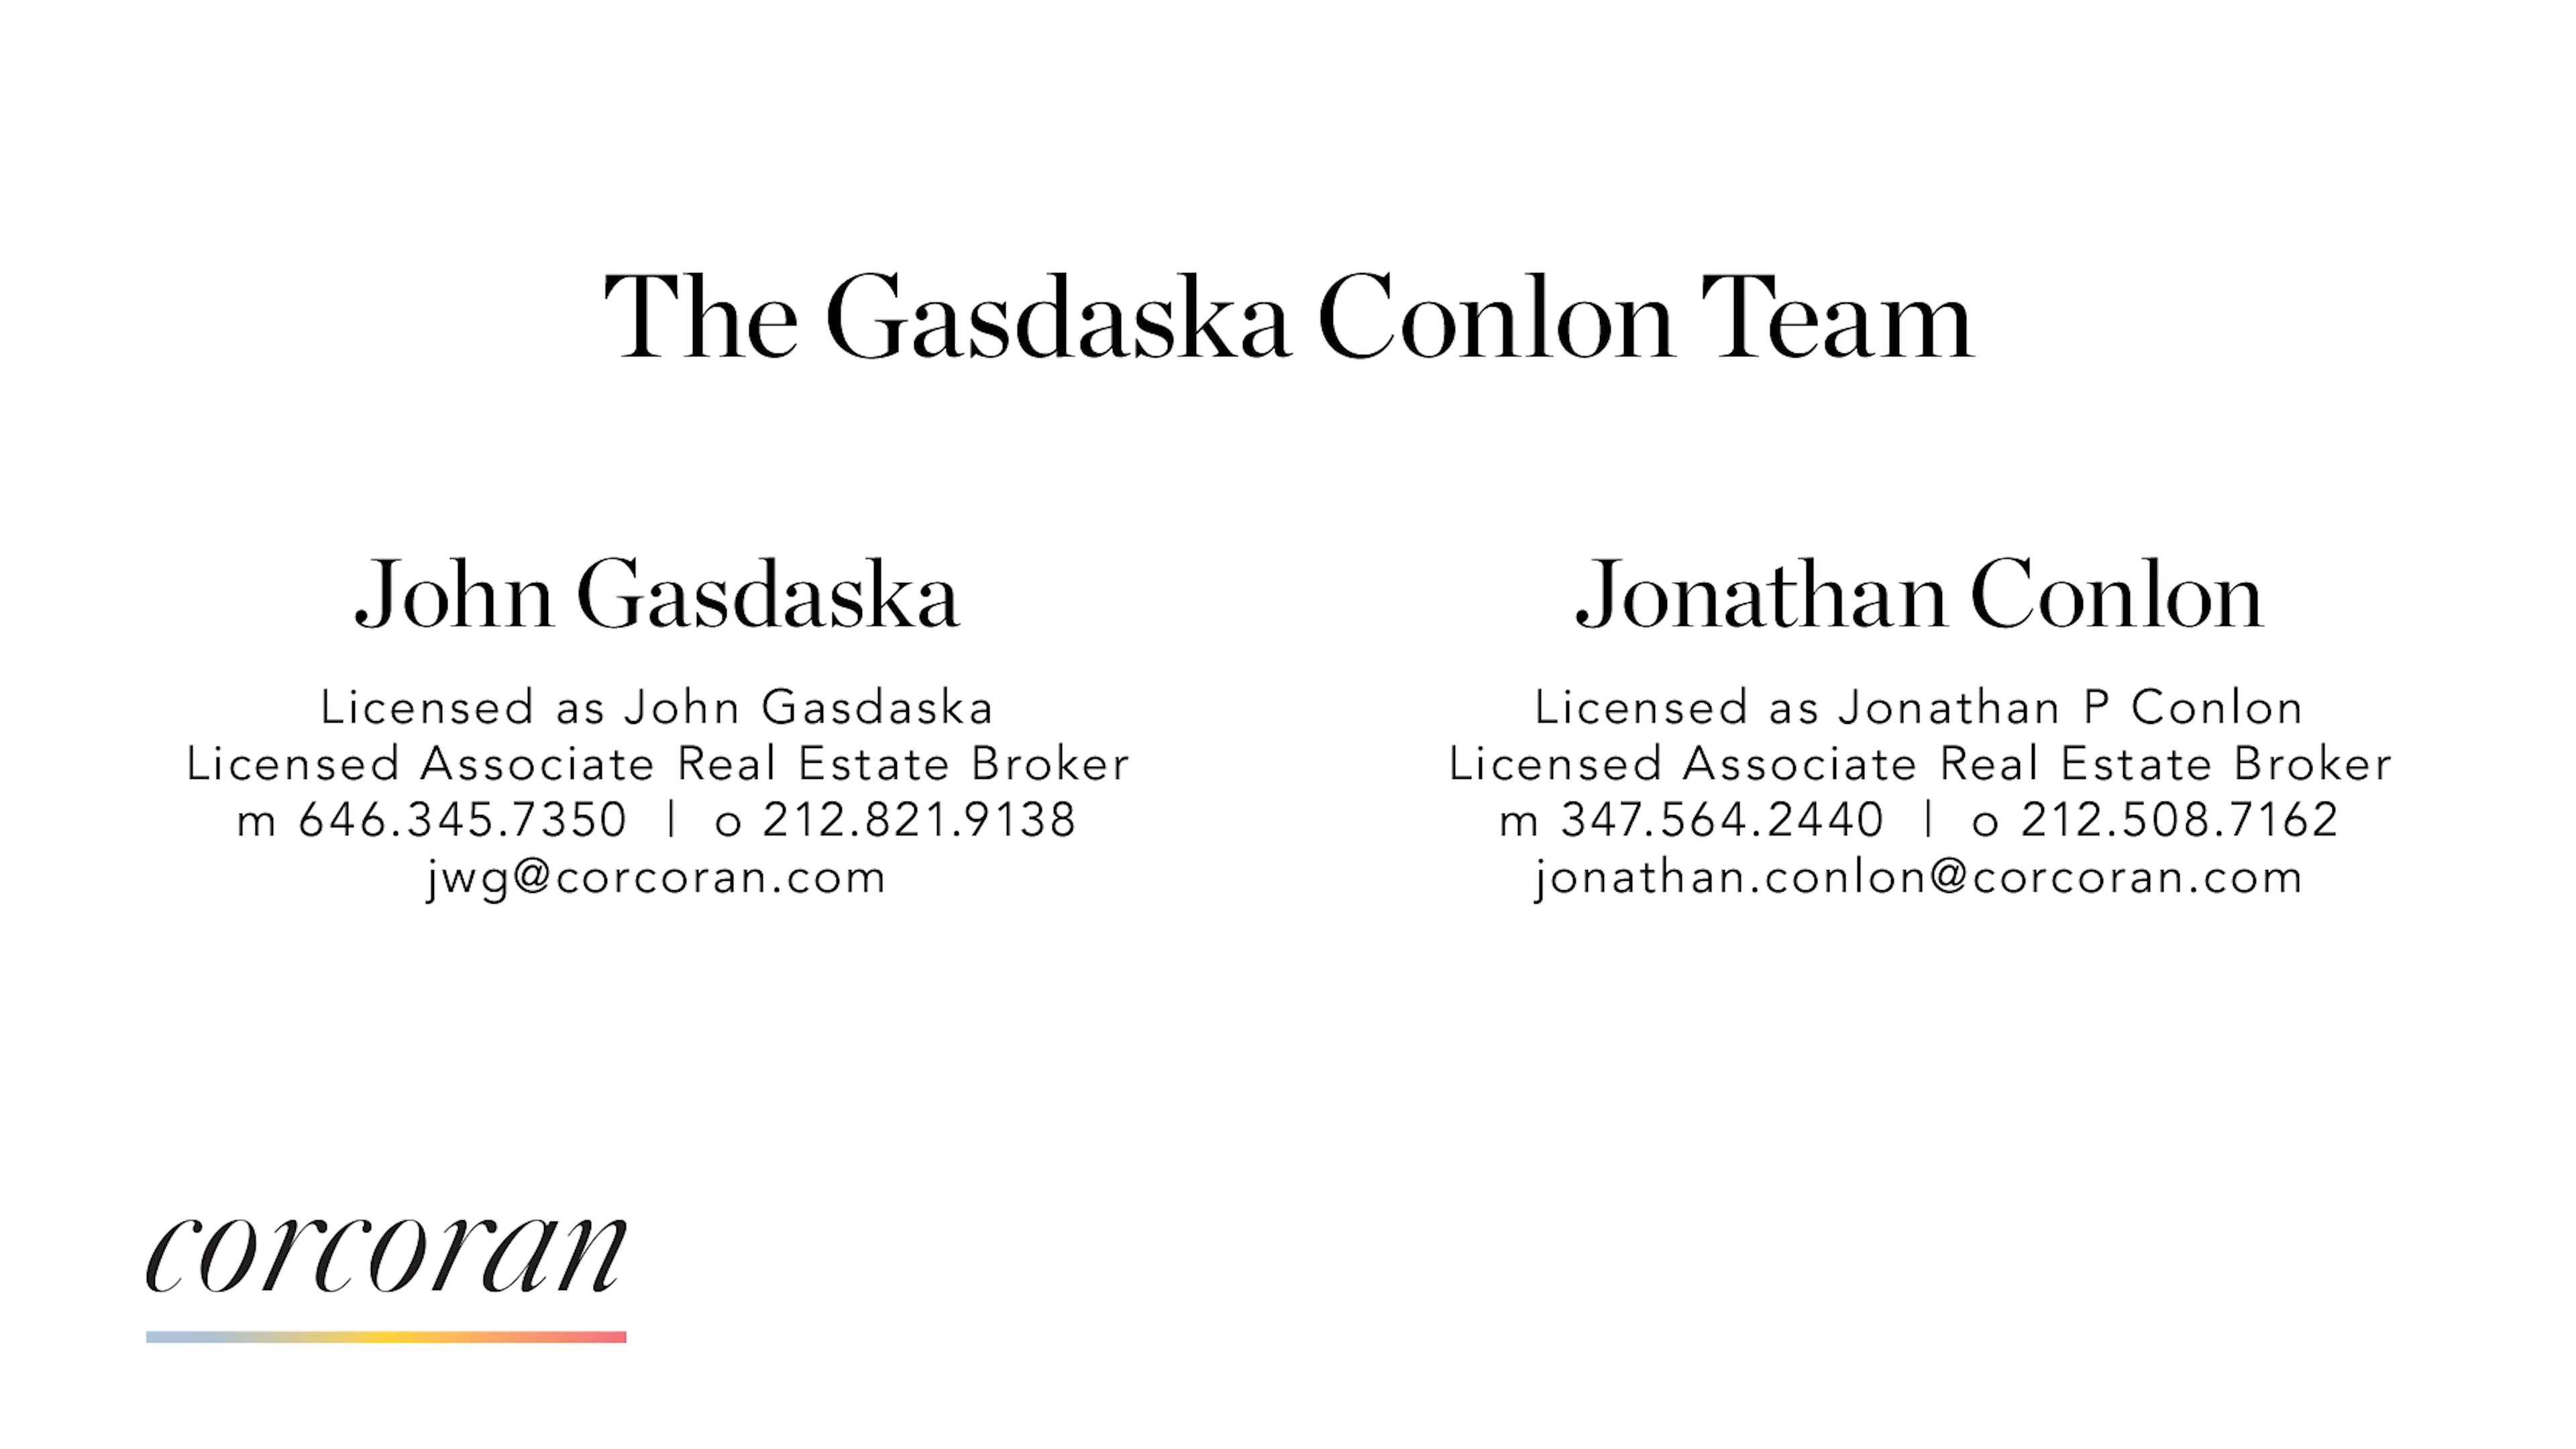 The Gasdaska Conlon Team
John Gasdaska
Licensed as John Gasdaska
Licensed Associate Real Estate Broker
m 646.345.7350 | o 212.821.9138
jwg@corcoran.com
Jonathan Conlon
Licensed as Jonathan P Conlon
Licensed Associate Real Estate Broker
m 347.564.2440 | o 212.508.7162
jonathan.conlon@corcoran.com
corcoran